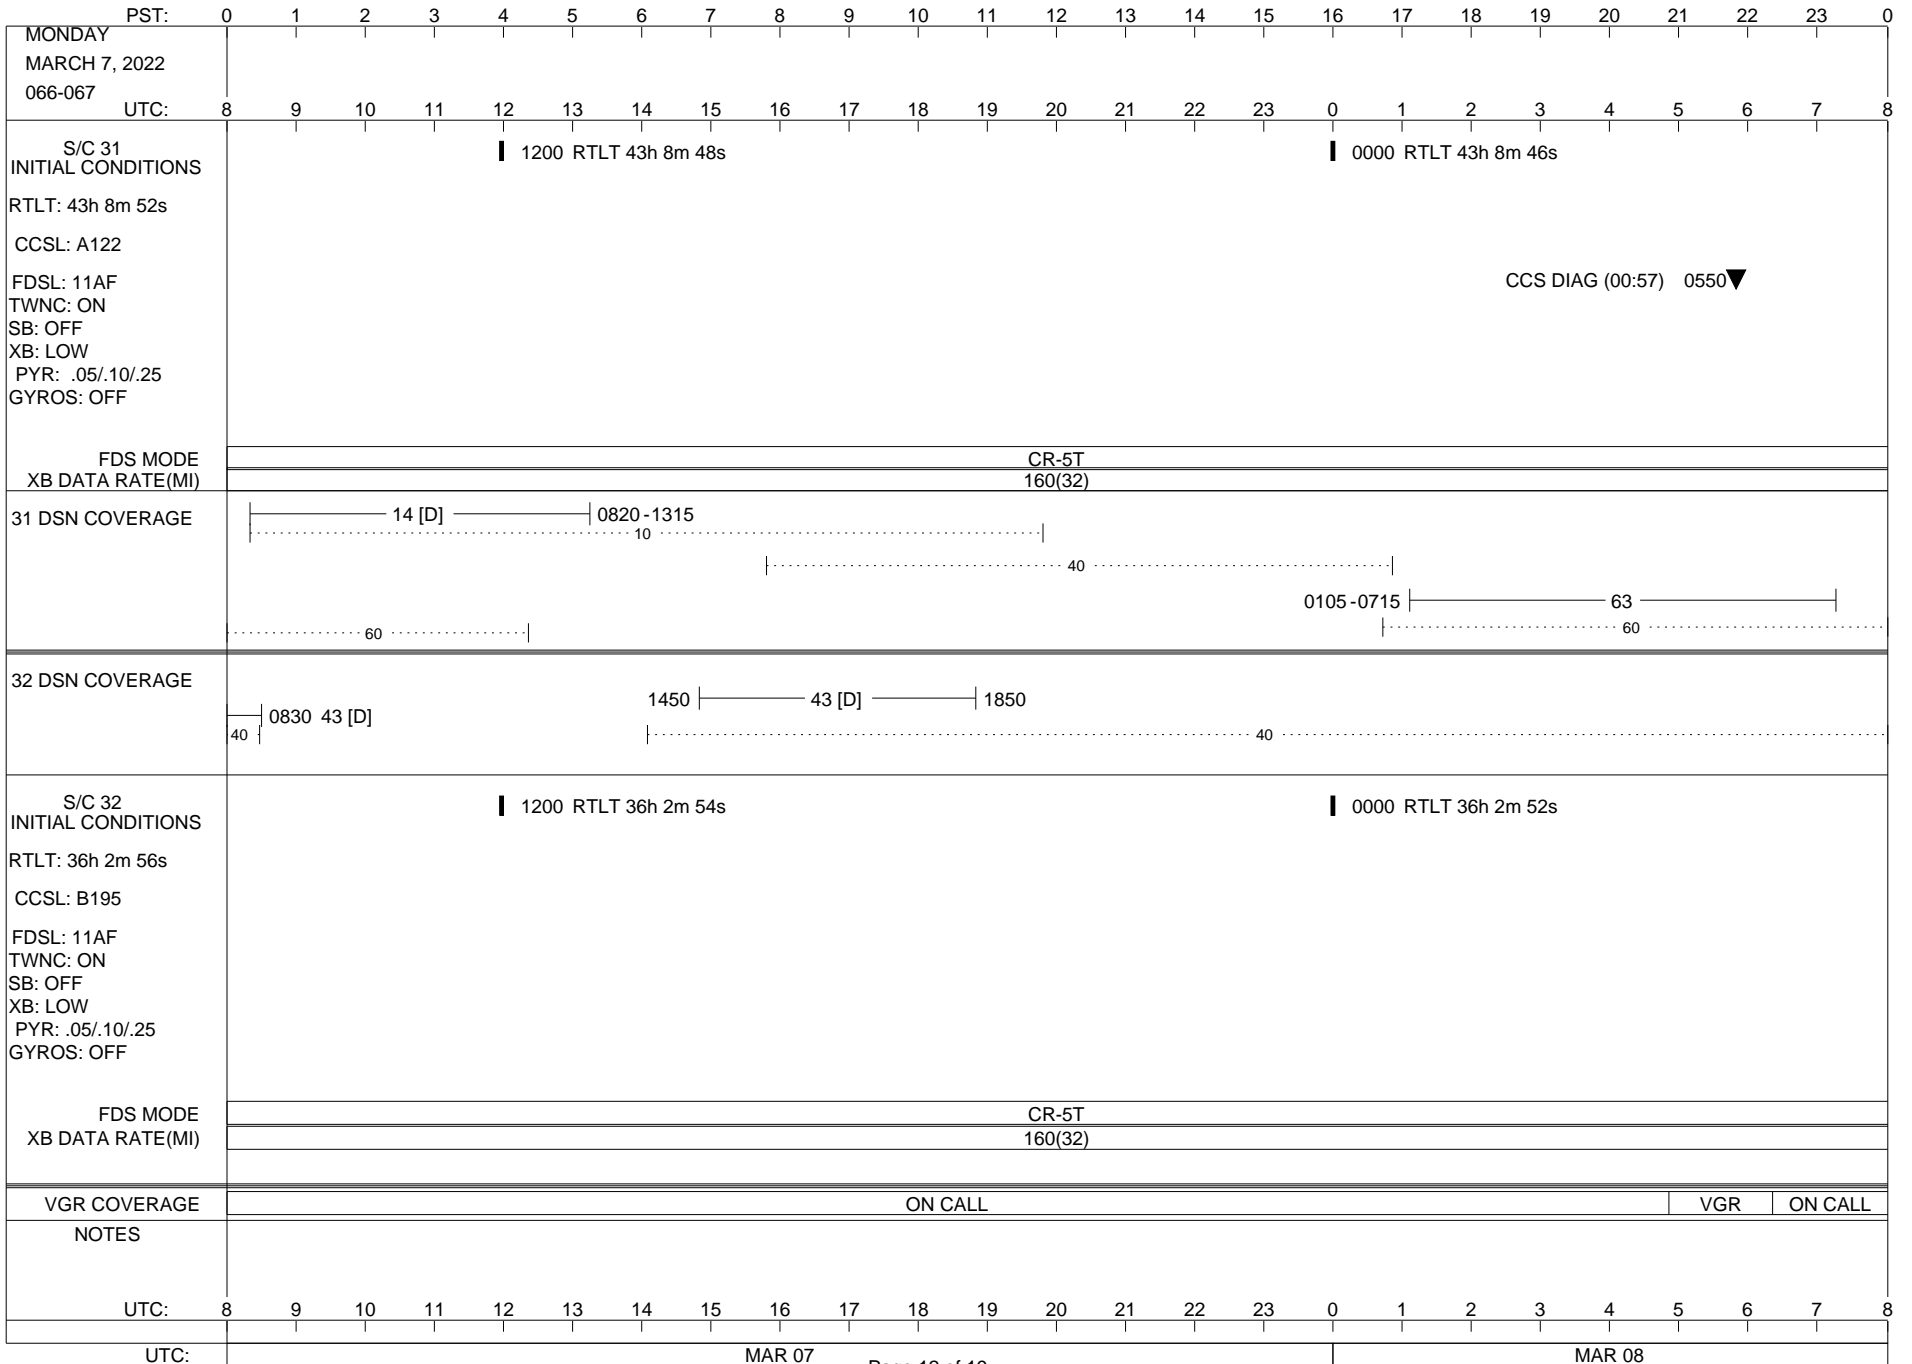 PST: 0 1 2 3 4 5 6 7 8 9 10 11 12 13 14 15 16 17 18 19 20 21 22 23 0
MONDAY
MARCH 7, 2022
066-067
UTC: 8 9 10 11 12 13 14 15 16 17 18 19 20 21 22 23 0 1 2 3 4 5 6 7 8
S/C 31
INITIAL CONDITIONS
1200 RTLT 43h 8m 48s
0000 RTLT 43h 8m 46s
RTLT: 43h 8m 52s
CCSL: A122
FDSL: 11AF
CCS DIAG (00:57) 0550
TWNC: ON
SB: OFF
XB: LOW
PYR: .05/.10/.25
GYROS: OFF
FDS MODE CR-5T
XB DATA RATE(MI) 160(32)
31 DSN COVERAGE
14 [D] 0820-1315
10
40
0105-0715 63
60 60
32 DSN COVERAGE
1450 43 [D] 1850
0830 43 [D]
40 40
S/C 32
INITIAL CONDITIONS
1200 RTLT 36h 2m 54s
0000 RTLT 36h 2m 52s
RTLT: 36h 2m 56s
CCSL: B195
FDSL: 11AF
TWNC: ON
SB: OFF
XB: LOW
PYR: .05/.10/.25
GYROS: OFF
FDS MODE CR-5T
XB DATA RATE(MI) 160(32)
VGR COVERAGE ON CALL VGR ON CALL
NOTES
UTC: 8 9 10 11 12 13 14 15 16 17 18 19 20 21 22 23 0 1 2 3 4 5 6 7 8
UTC: MAR 07 MAR 08